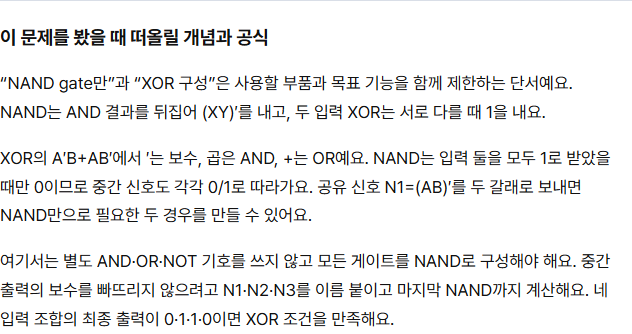 이 문제를 봤을 때 떠올릴 개념과 공식
“NAND gate만”과 “XOR 구성”은 사용할 부품과 목표 기능을 함께 제한하는 단서예요.
NAND는 AND 결과를 뒤집어 (XY)′를 내고, 두 입력 XOR는 서로 다를 때 1을 내요.
XOR의 A′B+AB′에서 ′는 보수, 곱은 AND, +는 OR예요. NAND는 입력 둘을 모두 1로 받았을
때만 0이므로 중간 신호도 각각 0/1로 따라가요. 공유 신호 N1=(AB)′를 두 갈래로 보내면
NAND만으로 필요한 두 경우를 만들 수 있어요.
여기서는 별도 AND·OR·NOT 기호를 쓰지 않고 모든 게이트를 NAND로 구성해야 해요. 중간
출력의 보수를 빠뜨리지 않으려고 N1·N2·N3를 이름 붙이고 마지막 NAND까지 계산해요. 네
입력 조합의 최종 출력이 0·1·1·0이면 XOR 조건을 만족해요.